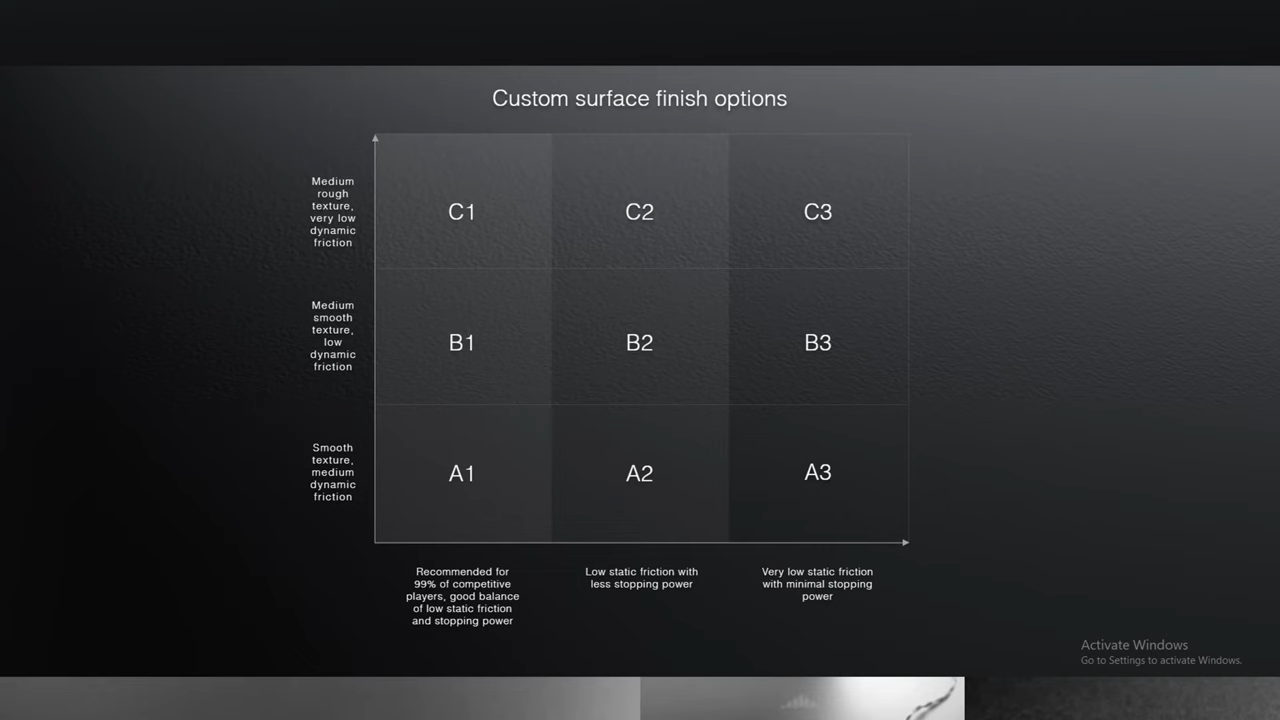 Custom surface finish options
Medium
rough
texture,
very low
dynamic
friction
C1
C2
C3
Medium
smooth
texture,
low
dynamic
friction
B1
B2
B3
Smooth
texture,
medium
dynamic
friction
A1
A2
A3
Recommended for
99% of competitive
players, good balance
of low static friction
and stopping power
Low static friction with
less stopping power
Very low static friction
with minimal stopping
power
Activate Windows
Go to Settings to activate Windows.